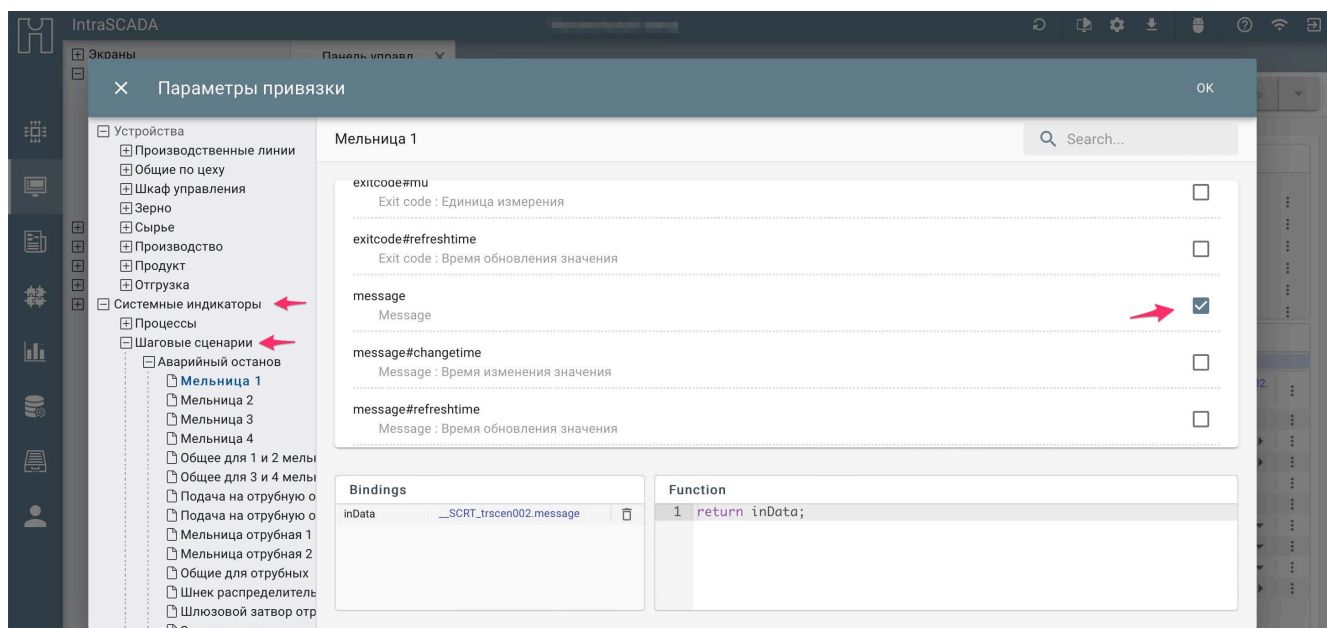 IntraSCADA
Экраны
Панель управл
Параметры привязки
OK
Устройства
Производственные линии
Общие по цеху
Шкаф управления
Зерно
Сырье
Производство
Продукт
Отгрузка
Системные индикаторы
Процессы
Шаговые сценарии
Аварийный останов
Мельница 1
Мельница 2
Мельница 3
Мельница 4
Общее для 1 и 2 мель
Общее для 3 и 4 мель
Подача на отрубную о
Подача на отрубную о
Мельница отрубная 1
Мельница отрубная 2
Общие для отрубных
Шнек распределитель
Шлюзовой затвор отр
Мельница 1
Search...
exitcode#mu
Exit code : Единица измерения
exitcode#refreshtime
Exit code : Время обновления значения
message
Message
message#changetime
Message : Время изменения значения
message#refreshtime
Message : Время обновления значения
Bindings
inData __SCRT_trscen002.message
Function
1 return inData;